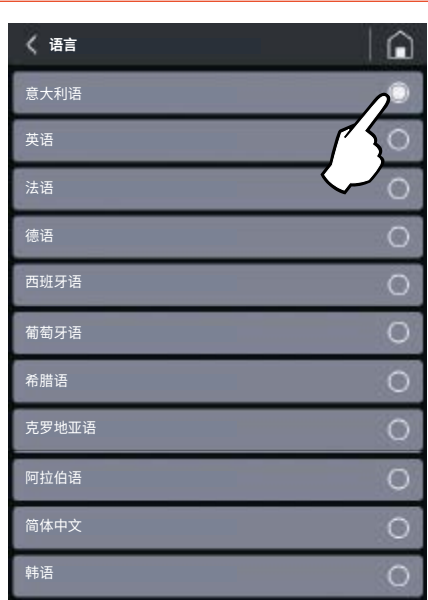 语言
意大利语
英语
法语
德语
西班牙语
葡萄牙语
希腊语
克罗地亚语
阿拉伯语
简体中文
韩语